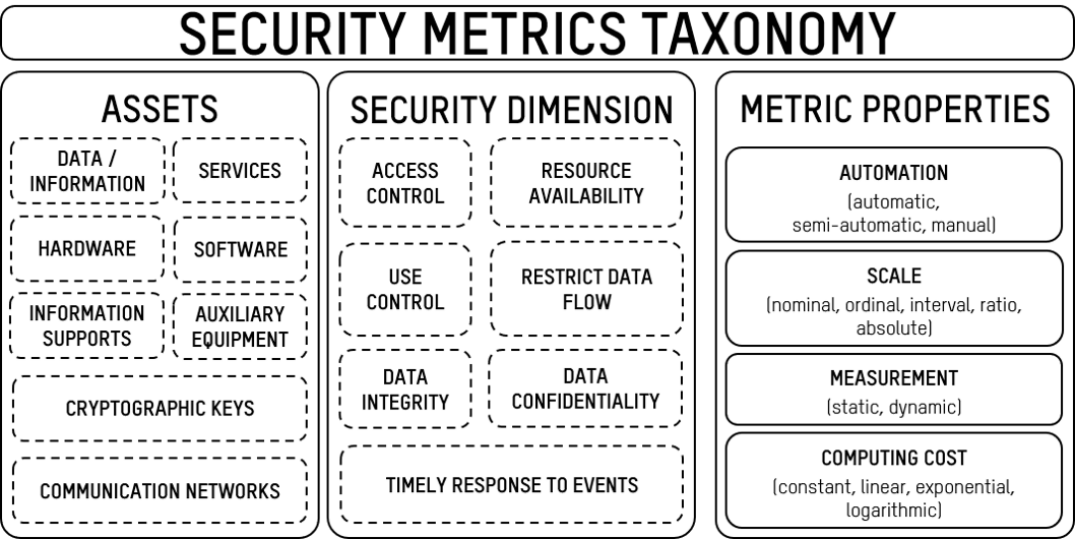 SECURITY METRICS TAXONOMY
ASSETS
DATA /
INFORMATION
SERVICES
HARDWARE
SOFTWARE
INFORMATION
SUPPORTS
AUXILIARY
EQUIPMENT
CRYPTOGRAPHIC KEYS
COMMUNICATION NETWORKS
SECURITY DIMENSION
ACCESS
CONTROL
RESOURCE
AVAILABILITY
USE
CONTROL
RESTRICT DATA
FLOW
DATA
INTEGRITY
DATA
CONFIDENTIALITY
TIMELY RESPONSE TO EVENTS
METRIC PROPERTIES
AUTOMATION
(automatic,
semi-automatic, manual)
SCALE
(nominal, ordinal, interval, ratio,
absolute)
MEASUREMENT
(static, dynamic)
COMPUTING COST
(constant, linear, exponential,
logarithmic)